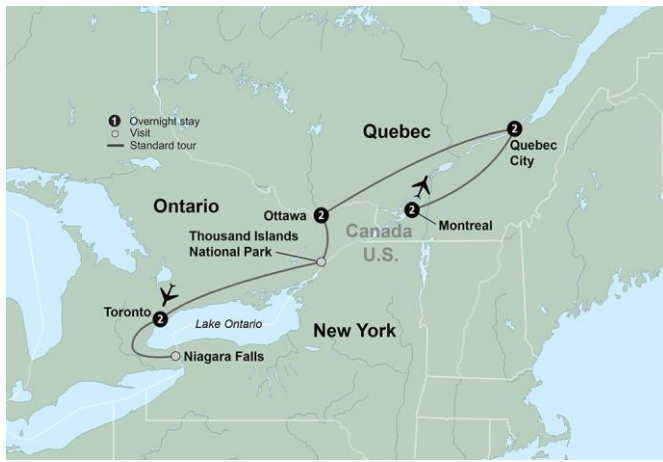 1 Overnight stay
Visit
Standard tour
Quebec
2
Quebec
City
Ontario
Ottawa 2
2 Montreal
Canada
U.S.
Thousand Islands
National Park
Toronto 2
Lake Ontario
New York
Niagara Falls